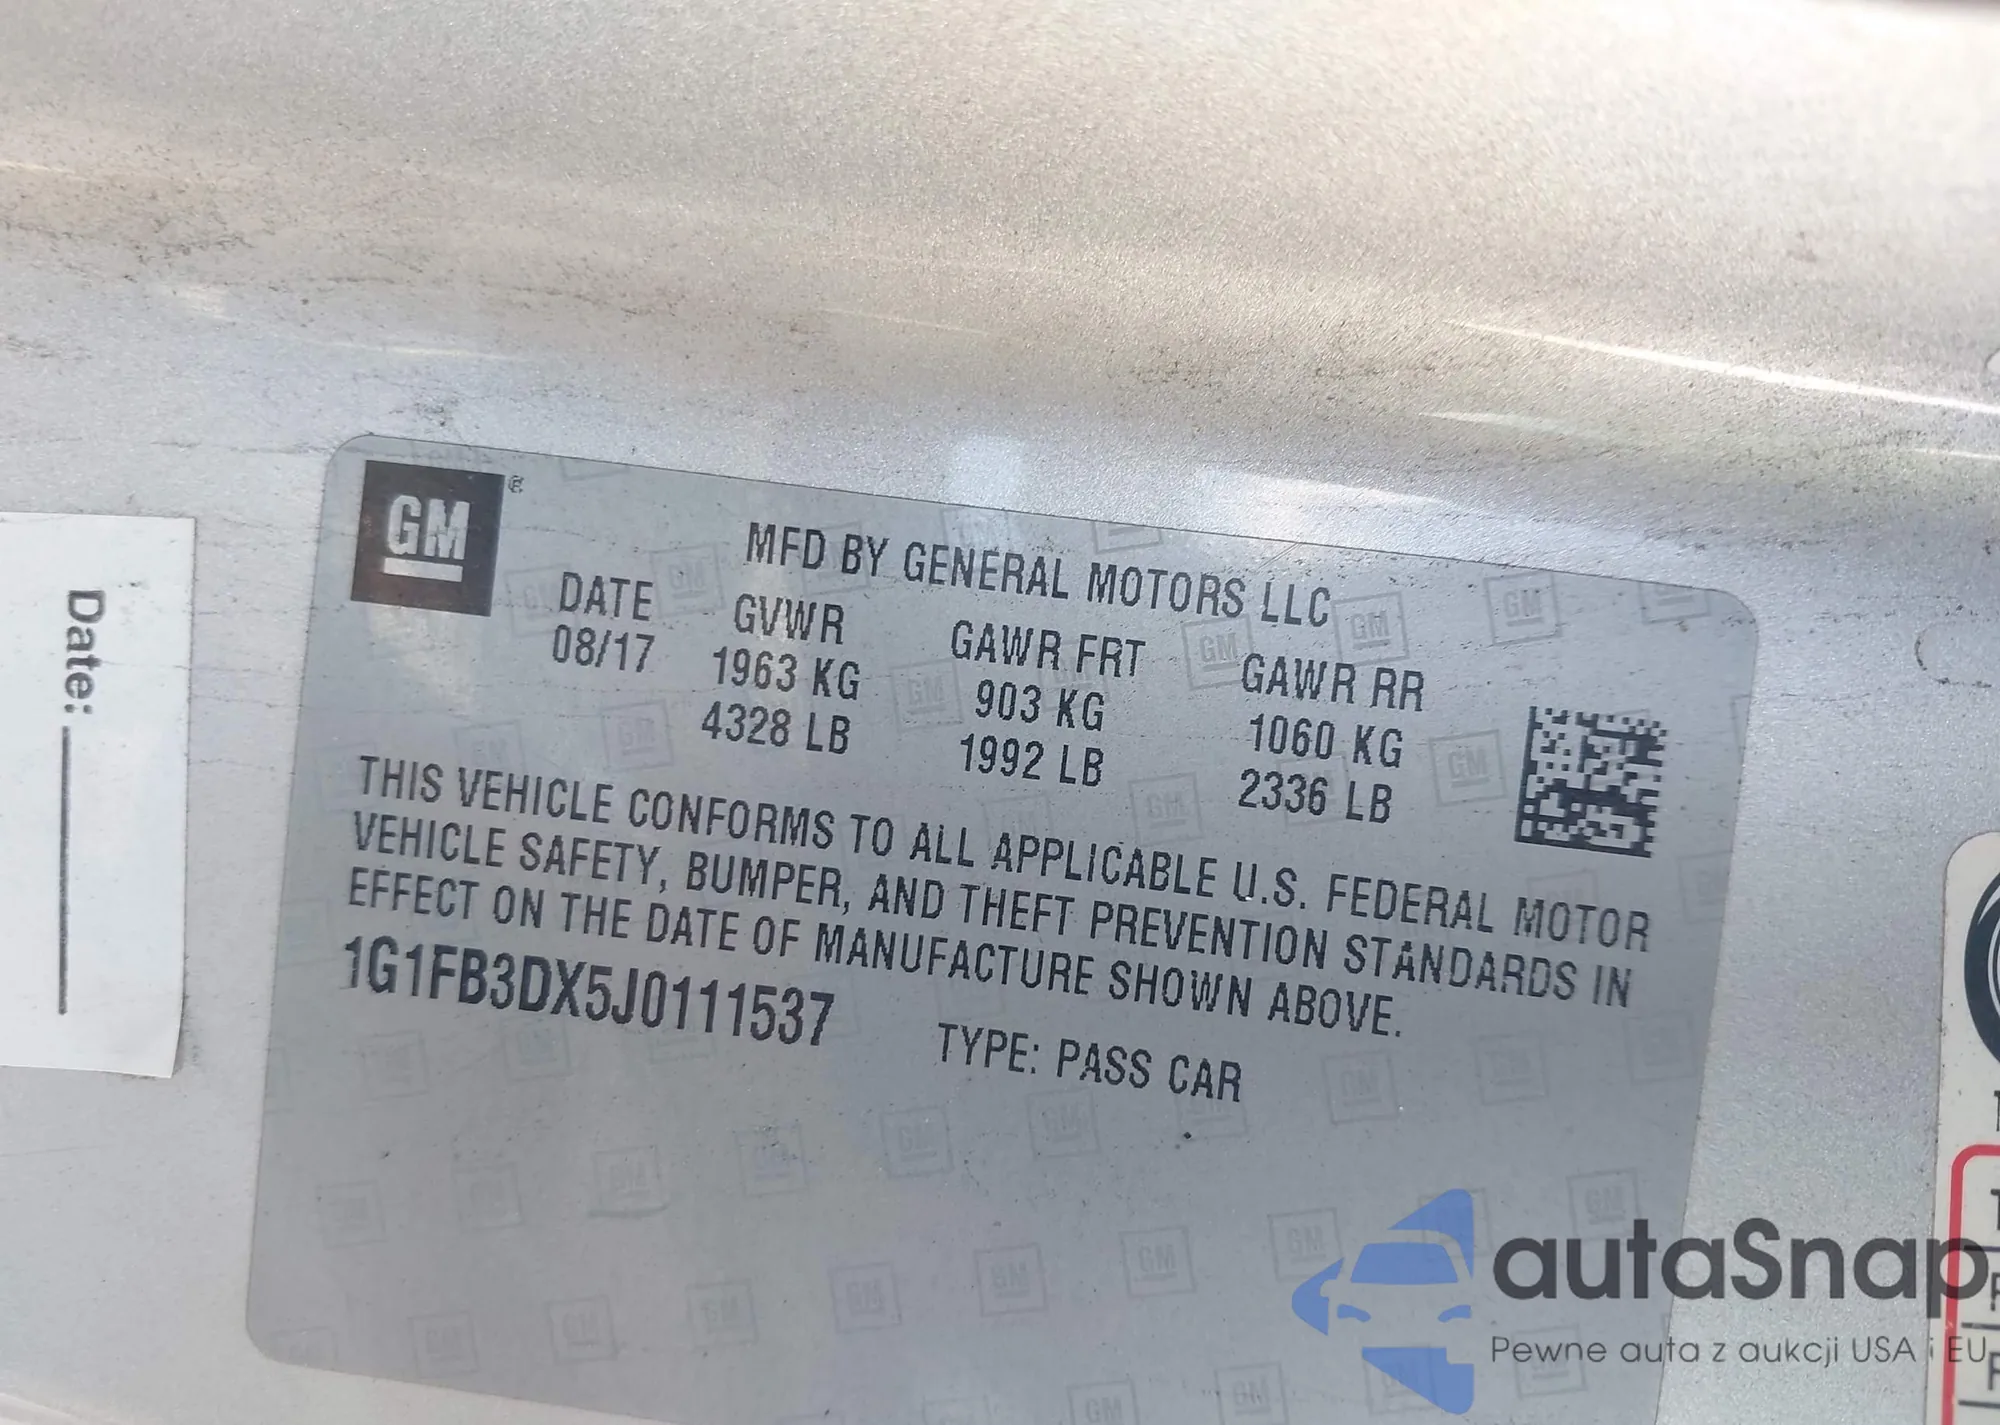 Date:
GM
MFD BY GENERAL MOTORS LLC
DATE GVWR GAWR FRT GAWR RR
08/17 1963 KG 903 KG 1060 KG
4328 LB 1992 LB 2336 LB
THIS VEHICLE CONFORMS TO ALL APPLICABLE U.S. FEDERAL MOTOR
VEHICLE SAFETY, BUMPER, AND THEFT PREVENTION STANDARDS IN
EFFECT ON THE DATE OF MANUFACTURE SHOWN ABOVE.
1G1FB3DX5J0111537 TYPE: PASS CAR
autaSnap
Pewne auta z aukcji USA i EU